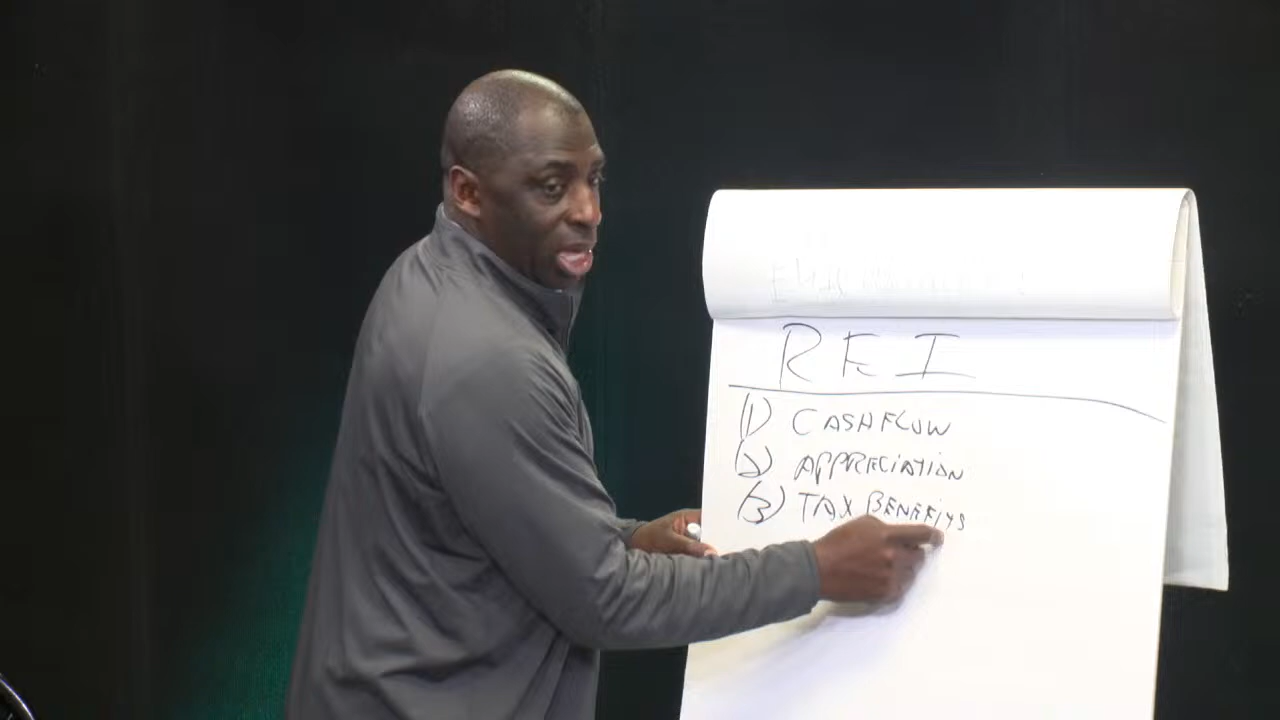 REI
(1) CASHFLOW
(2) APPRECIATION
(3) TAX BENEFITS